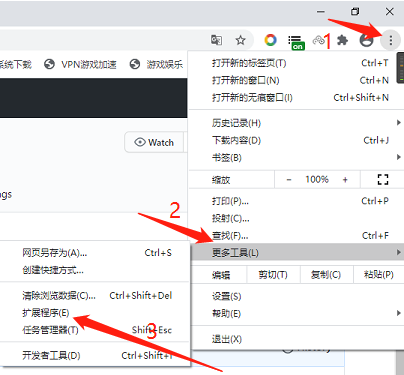 1
on
系统下载 VPN游戏加速 游戏娱乐
打开新的标签页(T) Ctrl+T
打开新的窗口(N) Ctrl+N
打开新的无痕窗口(I) Ctrl+Shift+N
历史记录(H)
下载内容(D) Ctrl+J
书签(B)
缩放 − 100% +
打印(P)... Ctrl+P
投射(C)...
查找(F)... Ctrl+F
更多工具(L)
编辑 剪切(T) 复制(C) 粘贴(P)
设置(S)
帮助(E)
退出(X)
Watch
ngs
2
网页另存为(A)... Ctrl+S
创建快捷方式...
清除浏览数据(C)... Ctrl+Shift+Del
扩展程序(E)
任务管理器(T) Shift+Esc
3
开发者工具(D) Ctrl+Shift+I